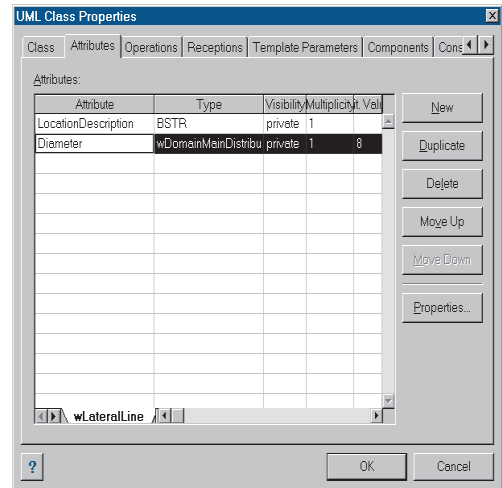 UML Class Properties
Class Attributes Operations Receptions Template Parameters Components Cons
Attributes:
Attribute Type Visibility Multiplicity it. Valu
LocationDescription BSTR private 1
Diameter wDomainMainDistribu private 1 8
wLateralLine
New
Duplicate
Delete
Move Up
Move Down
Properties...
? OK Cancel